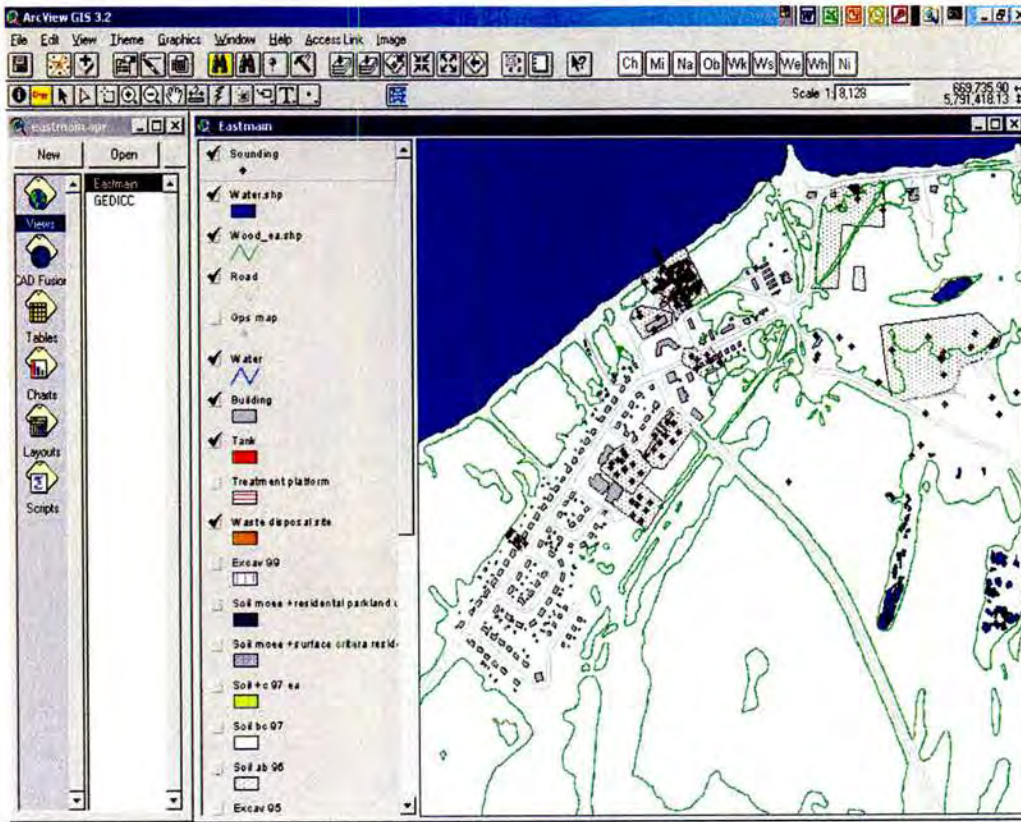 ArcView GIS 3.2
File Edit View Theme Graphics Window Help Access Link Image
Ch Mi Na Ob Wk Ws We Wh Ni
Scale 1: 8,128
669,735.90
5,791,418.13
eastmain.apr
New Open
Views
CAD Fusion
Tables
Charts
Layouts
Scripts
Eastmain
GEDICC
Eastmain
Sounding
Water.shp
Wood_ea.shp
Road
Gps map
Water
Building
Tank
Treatment platform
Waste disposal site
Excav 99
Soil moee +residental parkland
Soil moee +surface critera resid-
Soil +c 97 ea
Soil bc 97
Soil ab 96
Excav 95